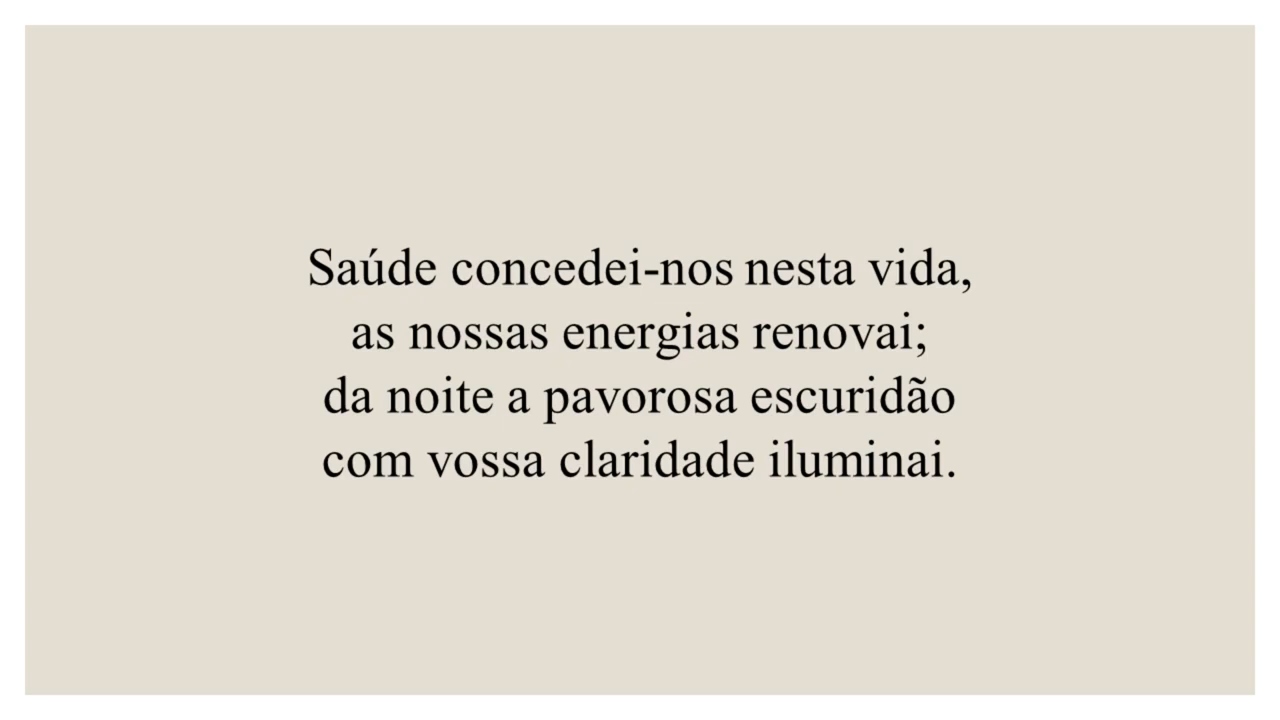 Saúde concedei-nos nesta vida,
as nossas energias renovai;
da noite a pavorosa escuridão
com vossa claridade iluminai.